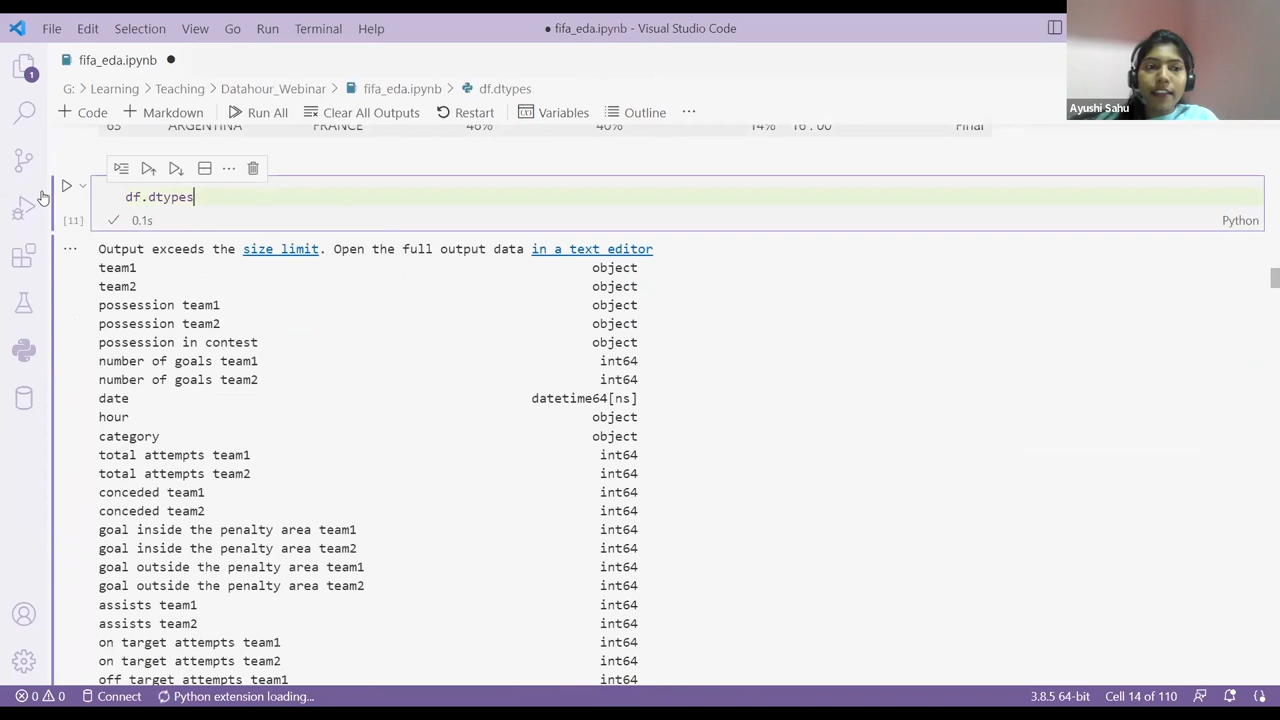 File Edit Selection View Go Run Terminal Help ● fifa_eda.ipynb - Visual Studio Code
fifa_eda.ipynb ●
G: > Learning > Teaching > Datahour_Webinar > fifa_eda.ipynb > df.dtypes
+ Code + Markdown Run All Clear All Outputs Restart Variables Outline ...
Ayushi Sahu
1
63 ARGENTINA FRANCE 46% 40% 14% 16 : 00 Final
df.dtypes
[11] 0.1s Python
... Output exceeds the size limit. Open the full output data in a text editor
team1 object
team2 object
possession team1 object
possession team2 object
possession in contest object
number of goals team1 int64
number of goals team2 int64
date datetime64[ns]
hour object
category object
total attempts team1 int64
total attempts team2 int64
conceded team1 int64
conceded team2 int64
goal inside the penalty area team1 int64
goal inside the penalty area team2 int64
goal outside the penalty area team1 int64
goal outside the penalty area team2 int64
assists team1 int64
assists team2 int64
on target attempts team1 int64
on target attempts team2 int64
off target attempts team1 int64
0 0 Connect Python extension loading... 3.8.5 64-bit Cell 14 of 110